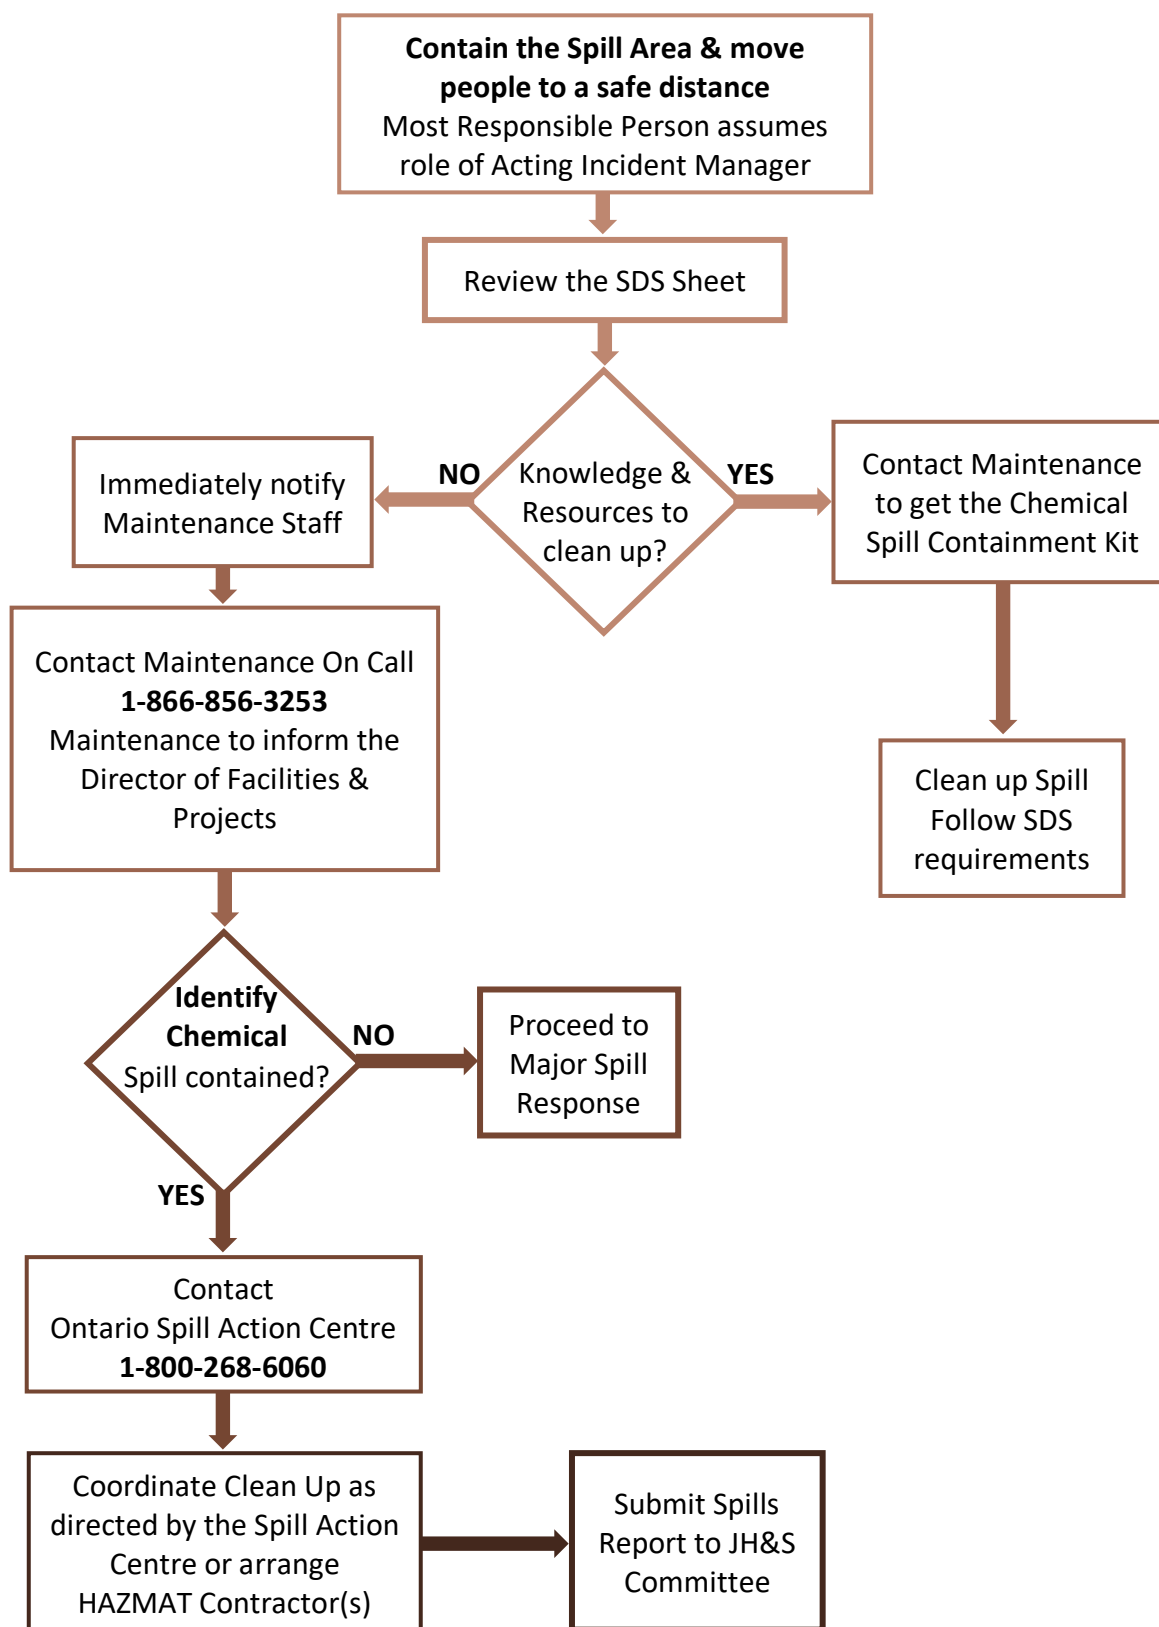 Contain the Spill Area & move
people to a safe distance
Most Responsible Person assumes
role of Acting Incident Manager
Review the SDS Sheet
Knowledge &
Resources to
clean up?
NO
YES
Immediately notify
Maintenance Staff
Contact Maintenance
to get the Chemical
Spill Containment Kit
Contact Maintenance On Call
1-866-856-3253
Maintenance to inform the
Director of Facilities &
Projects
Clean up Spill
Follow SDS
requirements
Identify
Chemical
Spill contained?
NO
Proceed to
Major Spill
Response
YES
Contact
Ontario Spill Action Centre
1-800-268-6060
Coordinate Clean Up as
directed by the Spill Action
Centre or arrange
HAZMAT Contractor(s)
Submit Spills
Report to JH&S
Committee